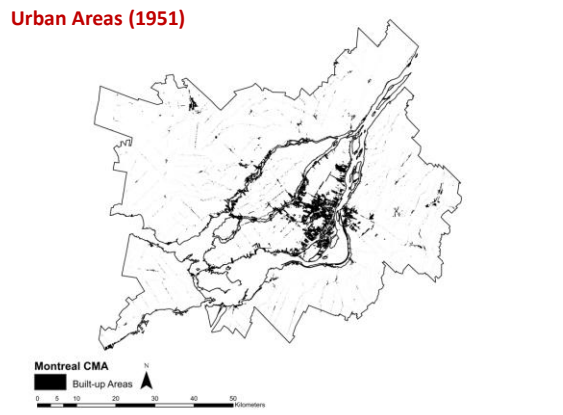 Urban Areas (1951)
Montreal CMA
Built-up Areas
N
0 5 10 20 30 40 50
Kilometers